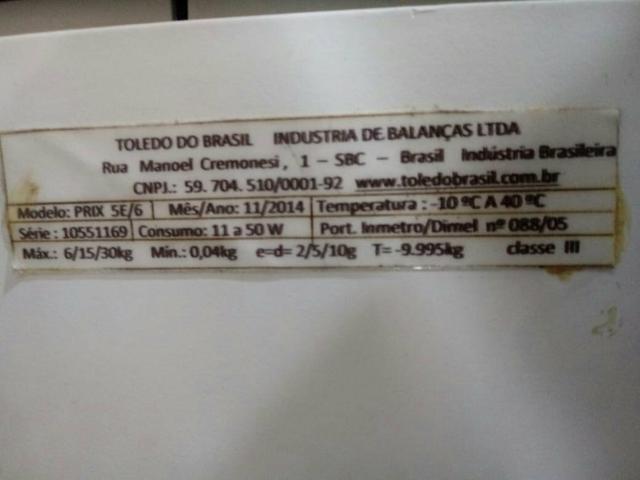 TOLEDO DO BRASIL INDUSTRIA DE BALANÇAS LTDA
Rua Manoel Cremonesi, 1 – SBC – Brasil Indústria Brasileira
CNPJ.: 59. 704. 510/0001-92 www.toledobrasil.com.br
Modelo: PRIX 5E/6 Mês/Ano: 11/2014 Temperatura : -10 ºC A 40 ºC
Série : 10551169 Consumo: 11 a 50 W Port. Inmetro/Dimel nº 088/05
Máx.: 6/15/30kg Mín.: 0,04kg e=d= 2/5/10g T= -9.995kg classe III